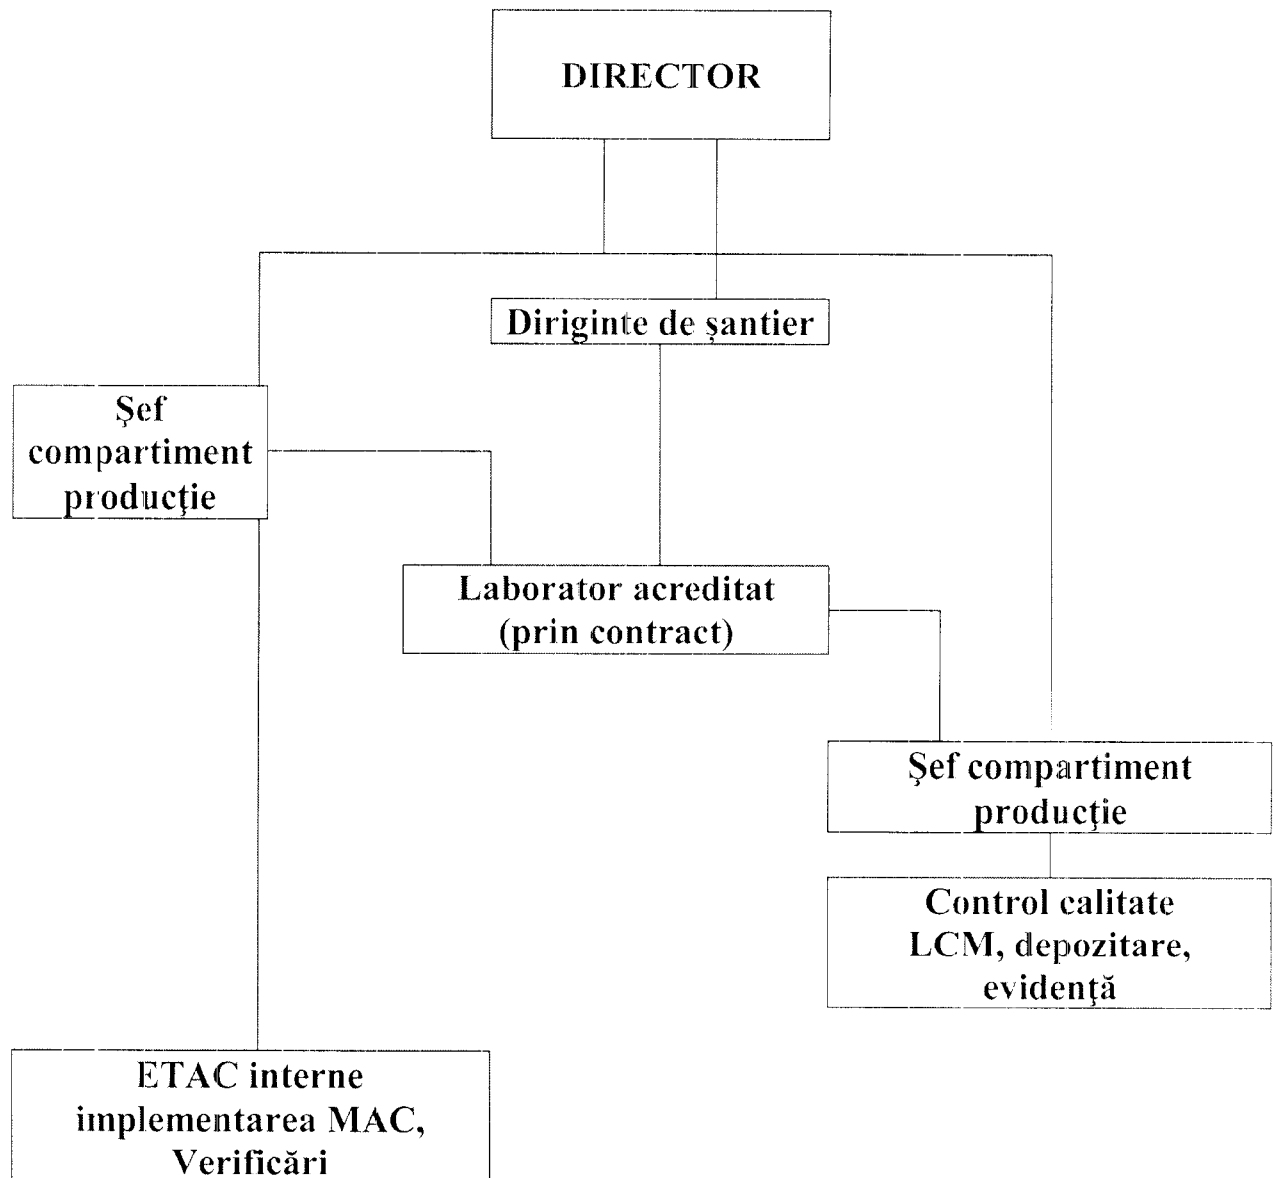 DIRECTOR
Diriginte de şantier
Şef
compartiment
producţie
Laborator acreditat
(prin contract)
Şef compartiment
producţie
Control calitate
LCM, depozitare,
evidenţă
ETAC interne
implementarea MAC,
Verificări